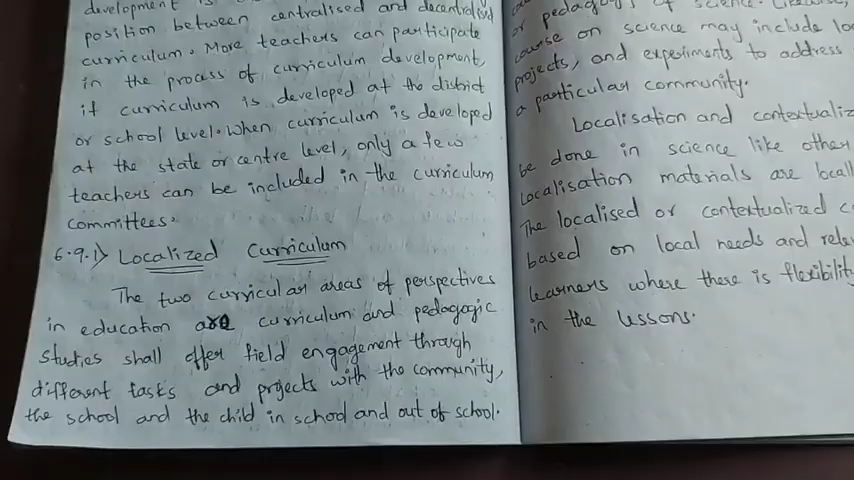 development is
position between centralised and decentralised
curriculum. More teachers can participate
in the process of curriculum development,
if curriculum is developed at the district
or school level. When curriculum is developed
at the state or centre level, only a few
teachers can be included in the curriculum
committees.
6.9.1) Localized Curriculum
The two curricular areas of perspectives
in education are curriculum and pedagogic
studies shall offer field engagement through
different tasks and projects with the community,
the school and the child in school and out of school.
or pedagogy of science. Likewise,
course on science may include
projects, and experiments to address
a particular community.
Localisation and
be done in science like other
Localisation materials are
The localised or contextualized
based on local needs and
learners where there is flexibility
in the lessons.